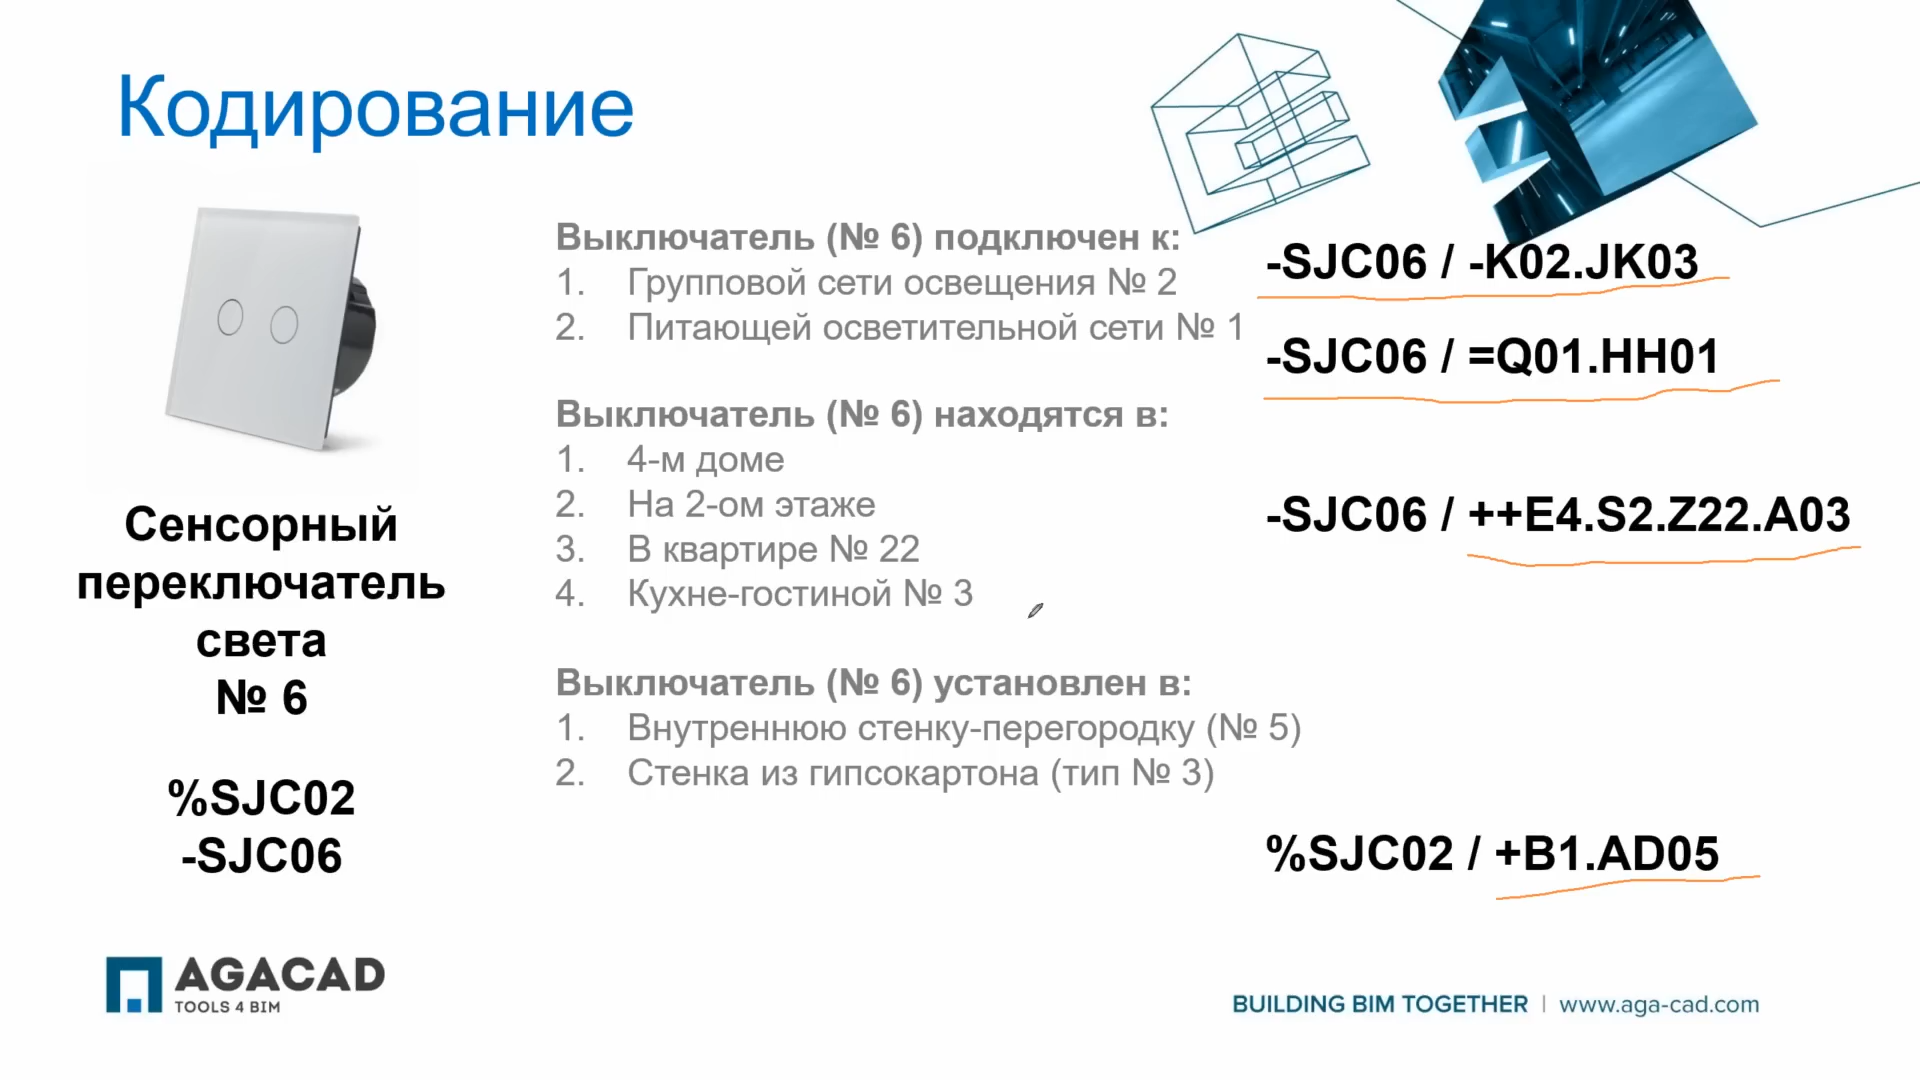 Кодирование
Сенсорный
переключатель
света
№ 6
%SJC02
-SJC06
Выключатель (№ 6) подключен к:
1. Групповой сети освещения № 2
2. Питающей осветительной сети № 1
-SJC06 / -K02.JK03
-SJC06 / =Q01.HH01
Выключатель (№ 6) находятся в:
1. 4-м доме
2. На 2-ом этаже
3. В квартире № 22
4. Кухне-гостиной № 3
-SJC06 / ++E4.S2.Z22.A03
Выключатель (№ 6) установлен в:
1. Внутреннюю стенку-перегородку (№ 5)
2. Стенка из гипсокартона (тип № 3)
%SJC02 / +B1.AD05
AGACAD
TOOLS 4 BIM
BUILDING BIM TOGETHER | www.aga-cad.com